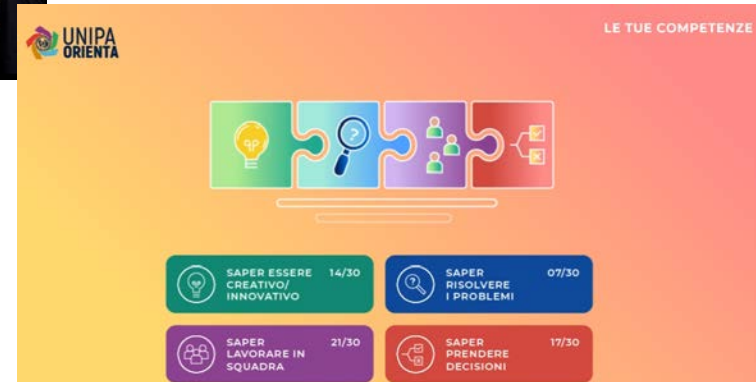 UNIPA
ORIENTA
LE TUE COMPETENZE
SAPER ESSERE 14/30
CREATIVO/
INNOVATIVO
SAPER 07/30
RISOLVERE
I PROBLEMI
SAPER 21/30
LAVORARE IN
SQUADRA
SAPER 17/30
PRENDERE
DECISIONI